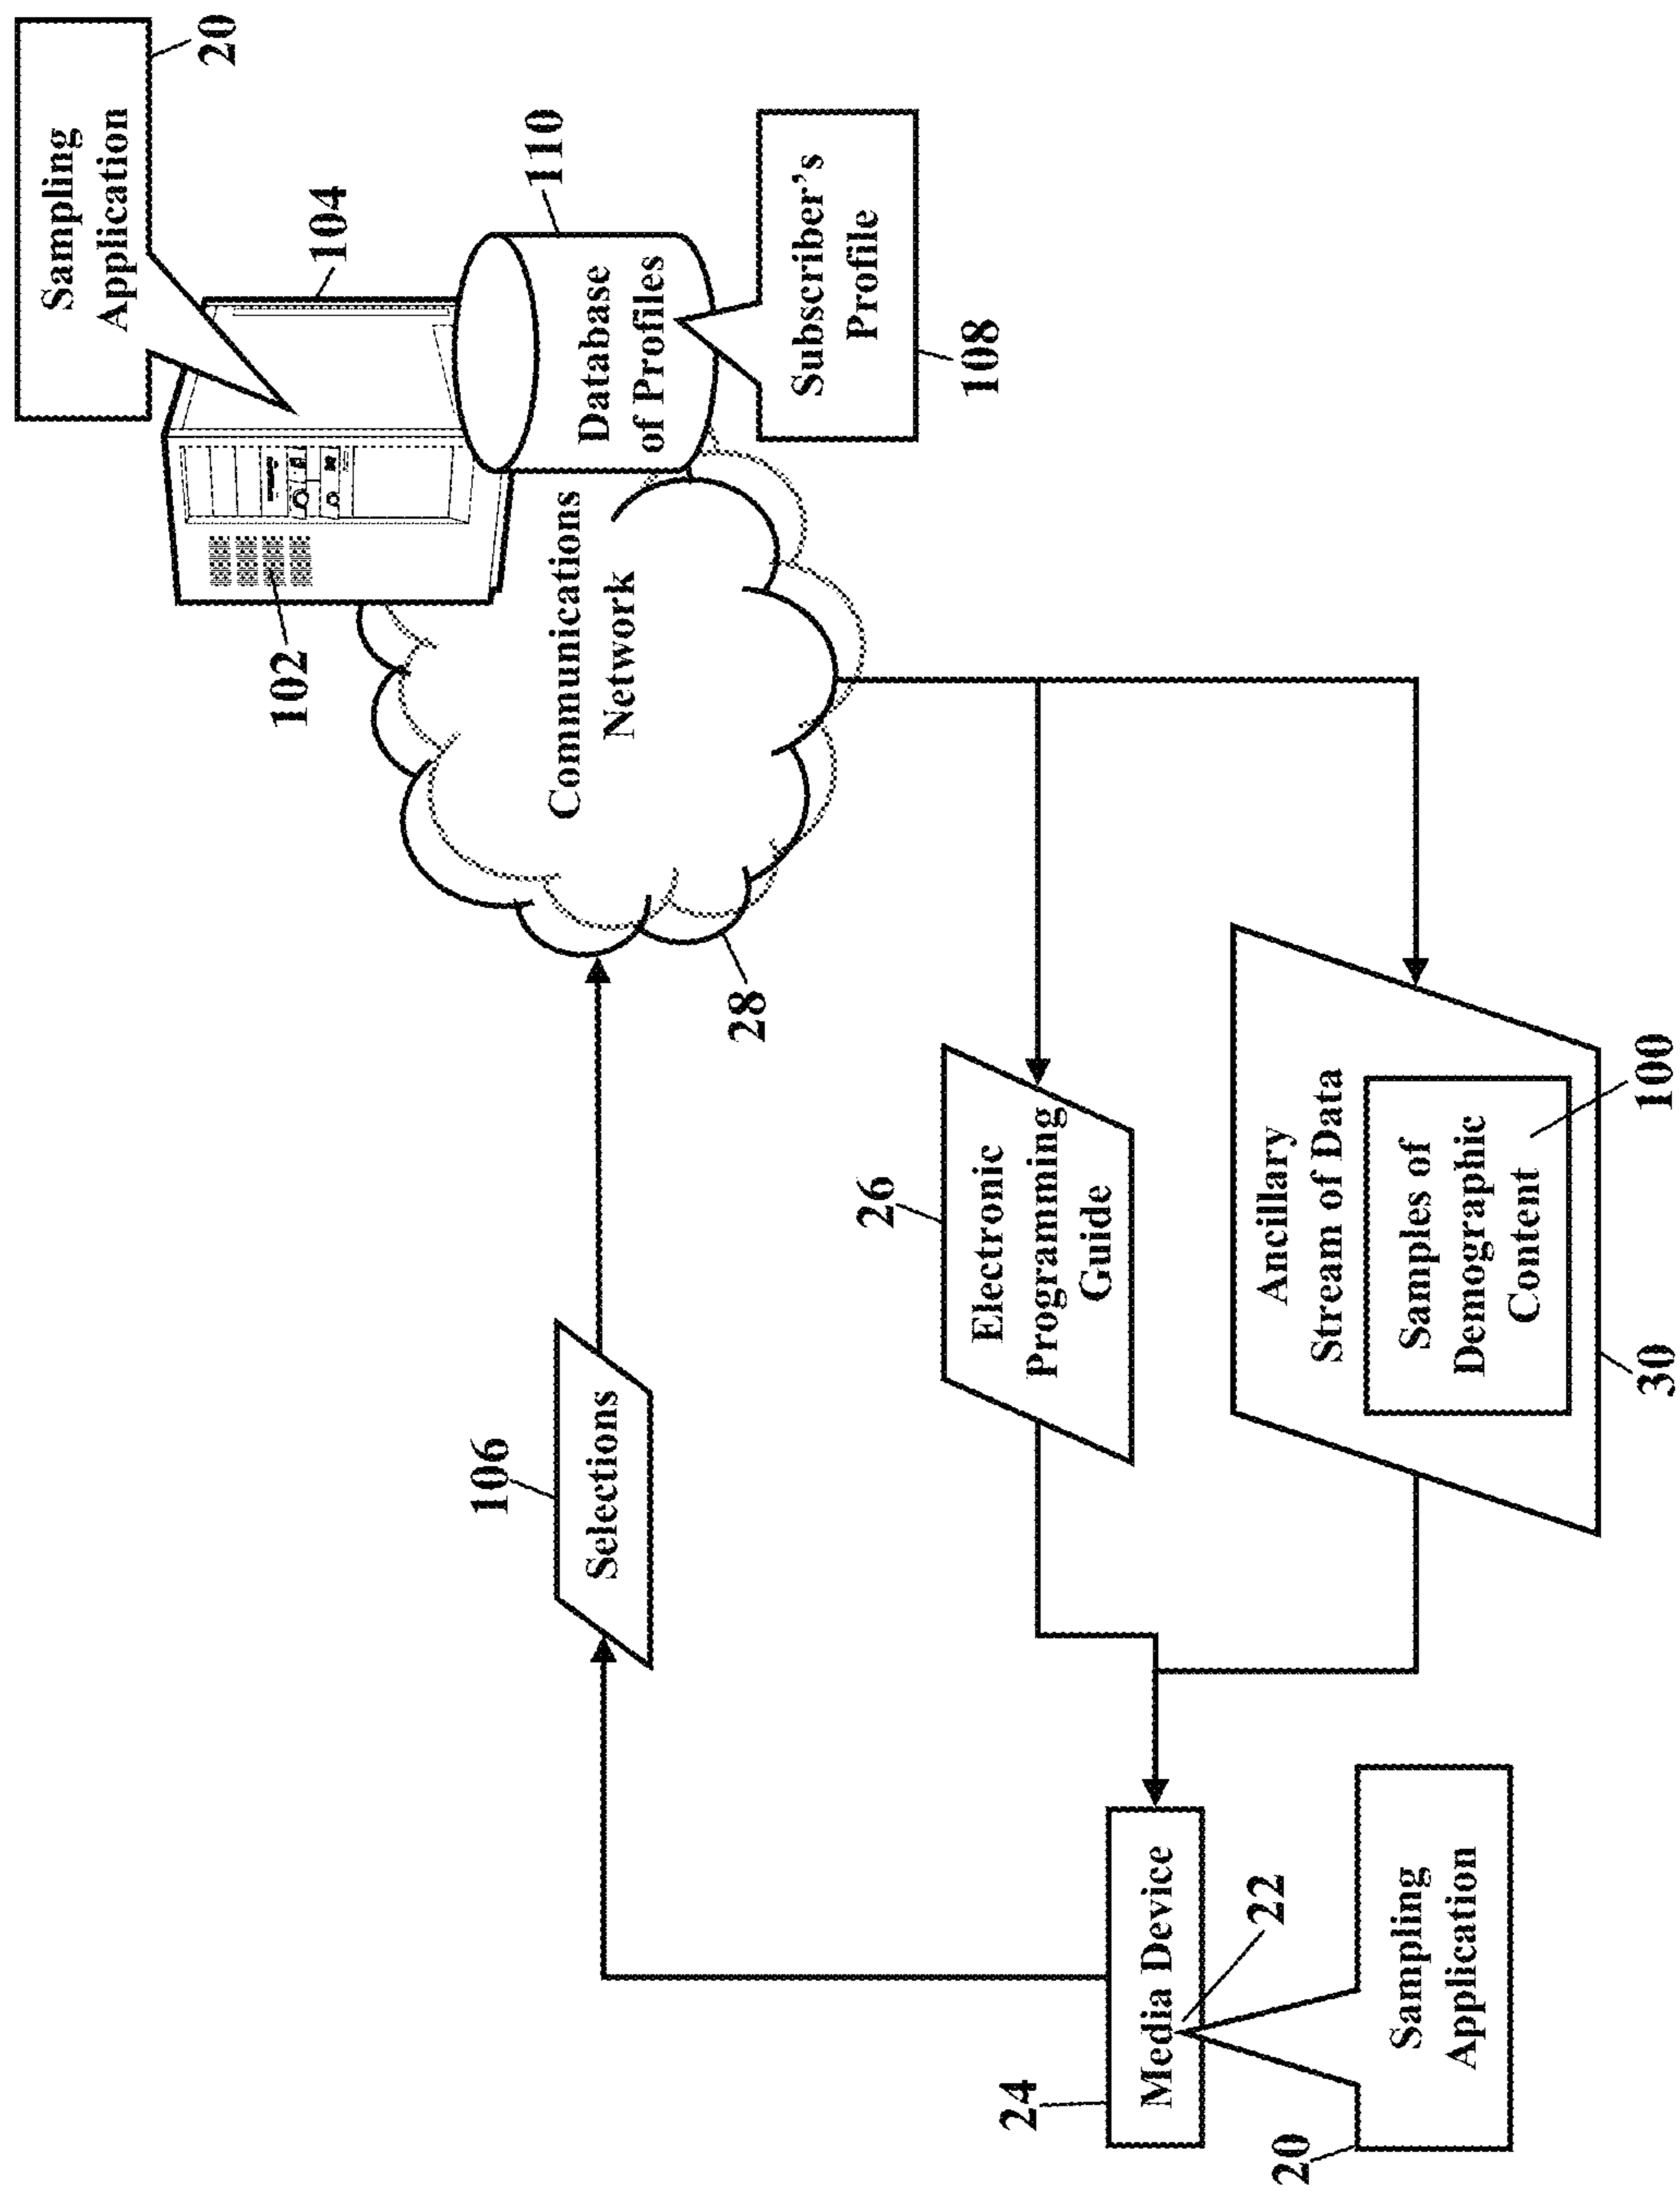 Sampling
Application
20
104
102
110
Database
of Profiles
Subscriber's
Profile
108
Communications
Network
28
106
Selections
26
Electronic
Programming
Guide
Ancillary
Stream of Data
Samples of
Demographic
Content
100
30
24
Media Device
22
Sampling
Application
20